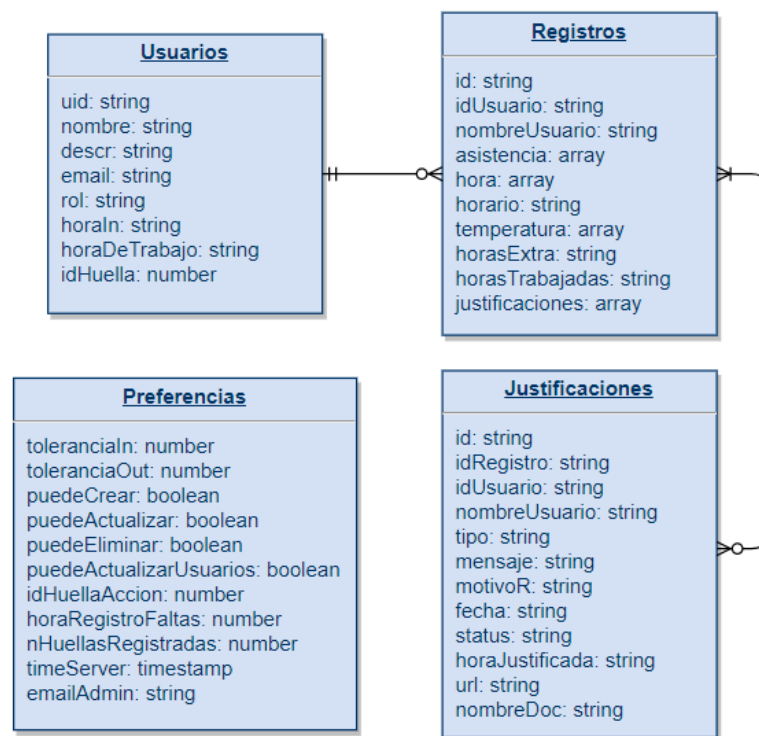 Usuarios
uid: string
nombre: string
descr: string
email: string
rol: string
horaIn: string
horaDeTrabajo: string
idHuella: number
Registros
id: string
idUsuario: string
nombreUsuario: string
asistencia: array
hora: array
horario: string
temperatura: array
horasExtra: string
horasTrabajadas: string
justificaciones: array
Preferencias
toleranciaIn: number
toleranciaOut: number
puedeCrear: boolean
puedeActualizar: boolean
puedeEliminar: boolean
puedeActualizarUsuarios: boolean
idHuellaAccion: number
horaRegistroFaltas: number
nHuellasRegistradas: number
timeServer: timestamp
emailAdmin: string
Justificaciones
id: string
idRegistro: string
idUsuario: string
nombreUsuario: string
tipo: string
mensaje: string
motivoR: string
fecha: string
status: string
horaJustificada: string
url: string
nombreDoc: string